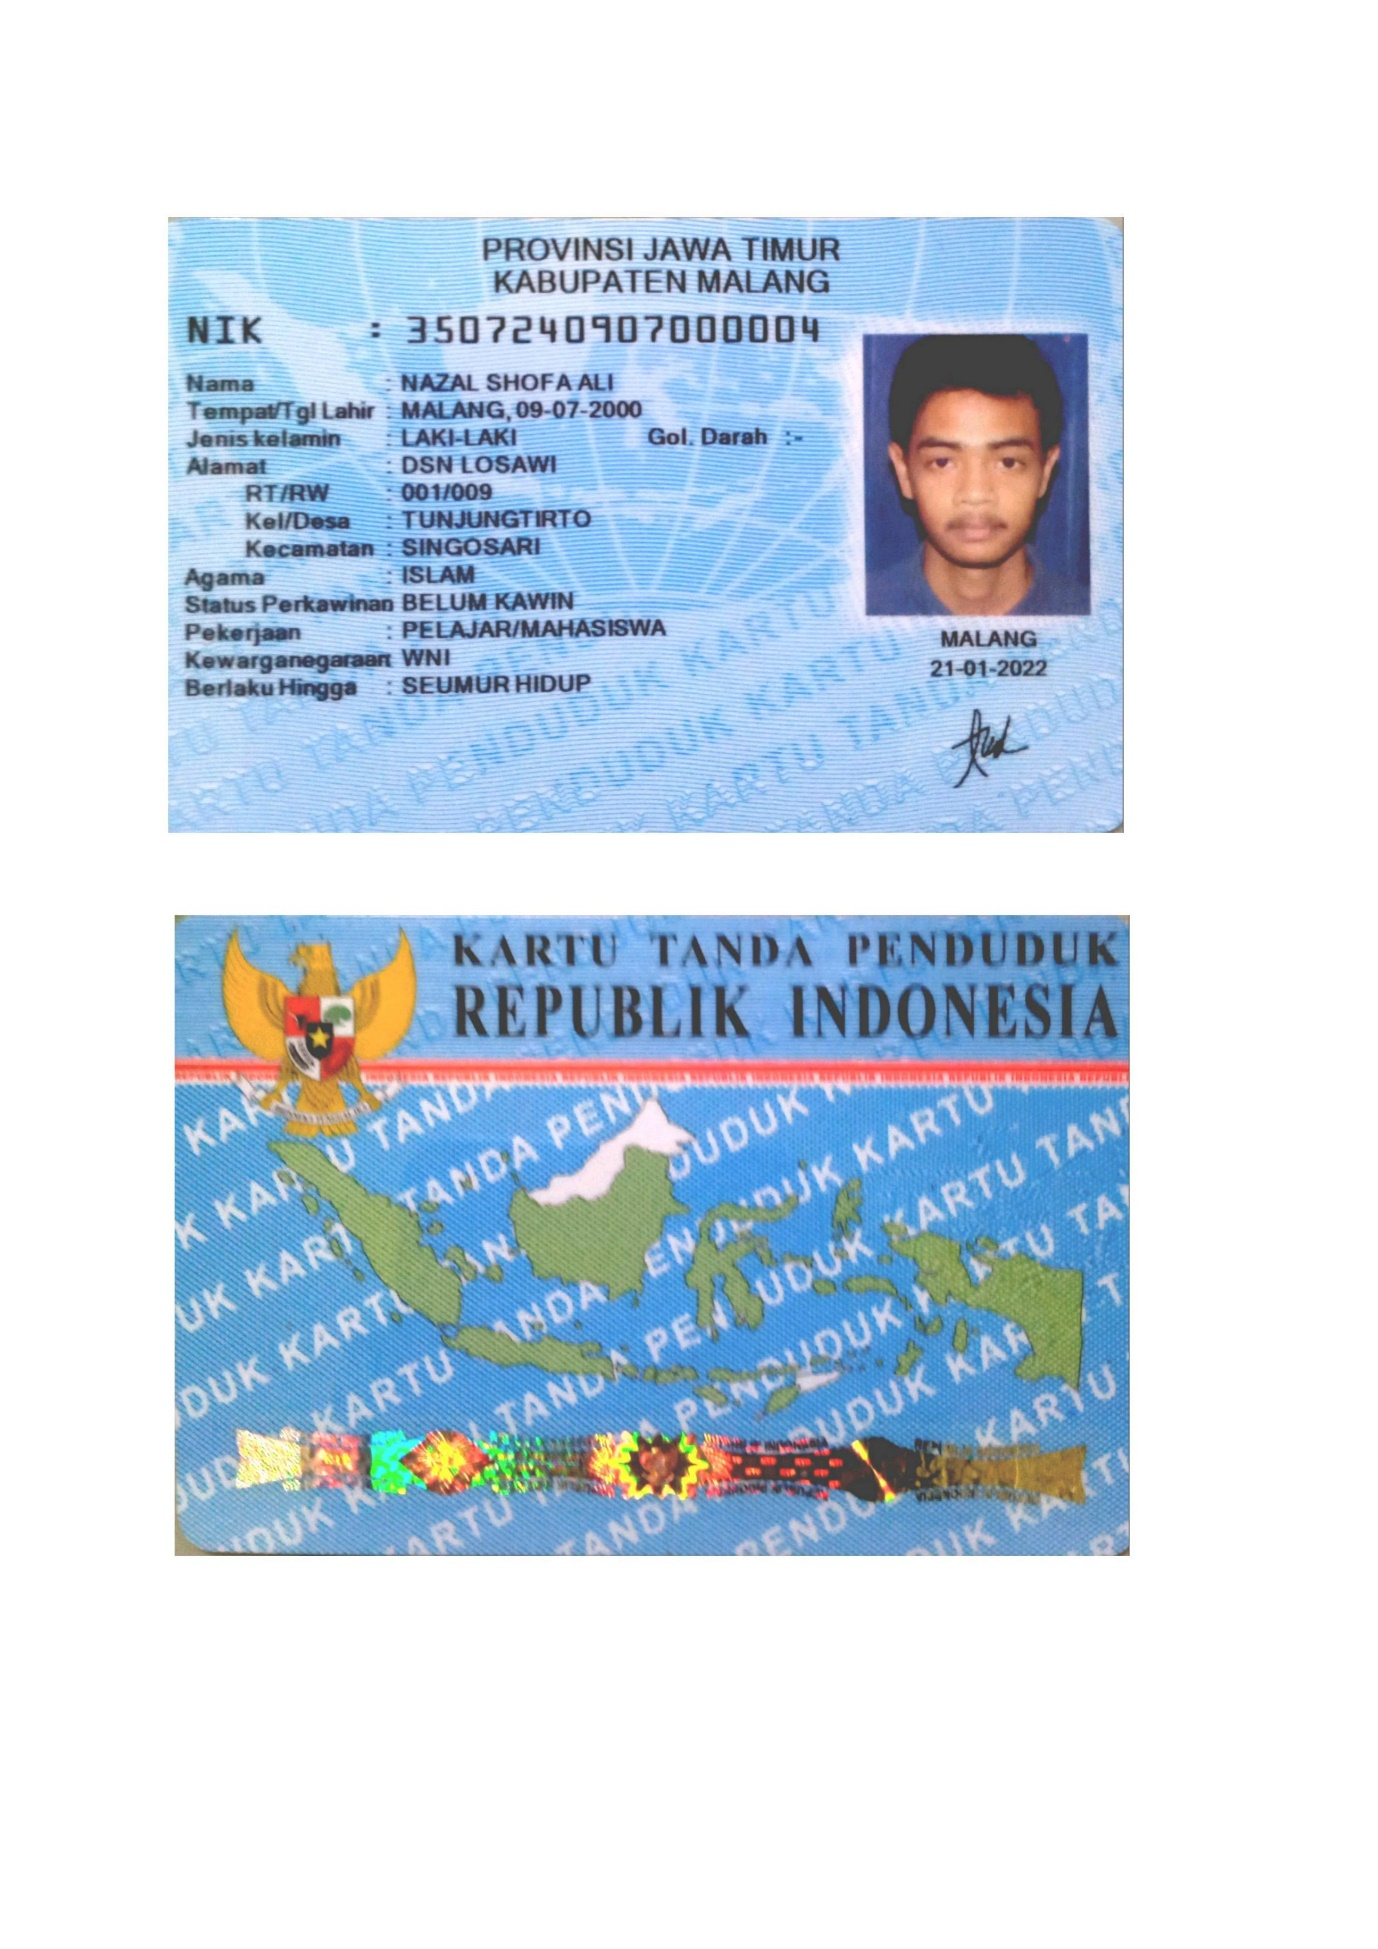 PROVINSI JAWA TIMUR
KABUPATEN MALANG
NIK : 3507240907000004
Nama : NAZAL SHOFA ALI
Tempat/Tgl Lahir : MALANG, 09-07-2000
Jenis kelamin : LAKI-LAKI Gol. Darah :-
Alamat : DSN LOSAWI
RT/RW : 001/009
Kel/Desa : TUNJUNGTIRTO
Kecamatan : SINGOSARI
Agama : ISLAM
Status Perkawinan BELUM KAWIN
Pekerjaan : PELAJAR/MAHASISWA
Kewarganegaraan WNI
Berlaku Hingga : SEUMUR HIDUP
MALANG
21-01-2022
KARTU TANDA PENDUDUK
REPUBLIK INDONESIA